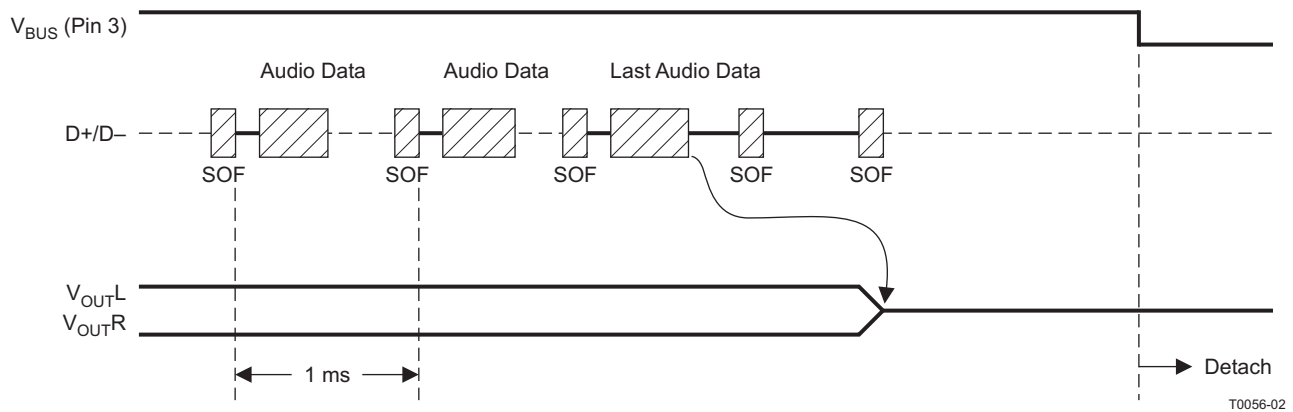 VBUS (Pin 3)
Audio Data Audio Data Last Audio Data
D+/D–
SOF SOF SOF SOF SOF
VOUTL
VOUTR
1 ms
Detach
T0056-02